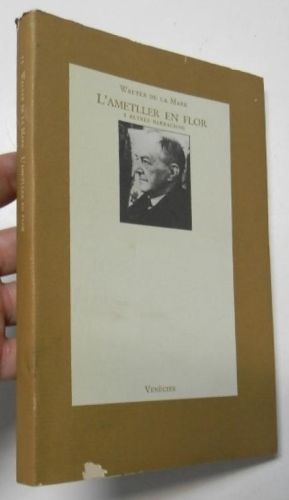 Walter de la Mare
L'ametller en flor
i altres narracions
Venècies